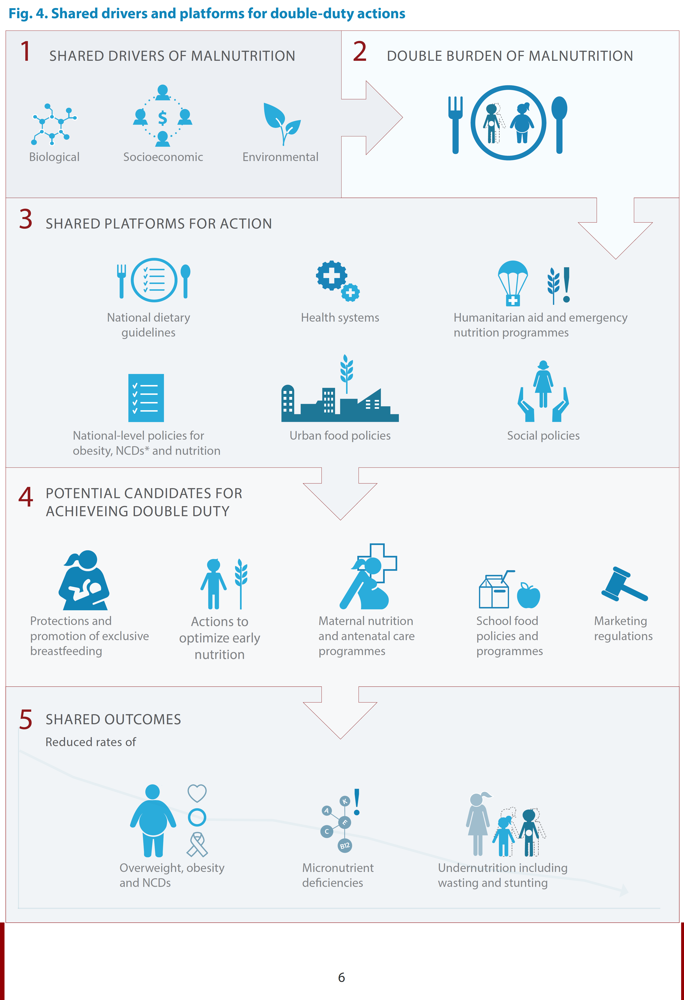 Fig. 4. Shared drivers and platforms for double-duty actions
1
SHARED DRIVERS OF MALNUTRITION
$
Biological
Socioeconomic
Environmental
2
DOUBLE BURDEN OF MALNUTRITION
3
SHARED PLATFORMS FOR ACTION
National dietary
guidelines
Health systems
Humanitarian aid and emergency
nutrition programmes
National-level policies for
obesity, NCDs* and nutrition
Urban food policies
Social policies
4
POTENTIAL CANDIDATES FOR
ACHIEVEING DOUBLE DUTY
Protections and
promotion of exclusive
breastfeeding
Actions to
optimize early
nutrition
Maternal nutrition
and antenatal care
programmes
School food
policies and
programmes
Marketing
regulations
5
SHARED OUTCOMES
Reduced rates of
Overweight, obesity
and NCDs
K
A
E
C
B12
Micronutrient
deficiencies
Undernutrition including
wasting and stunting
6